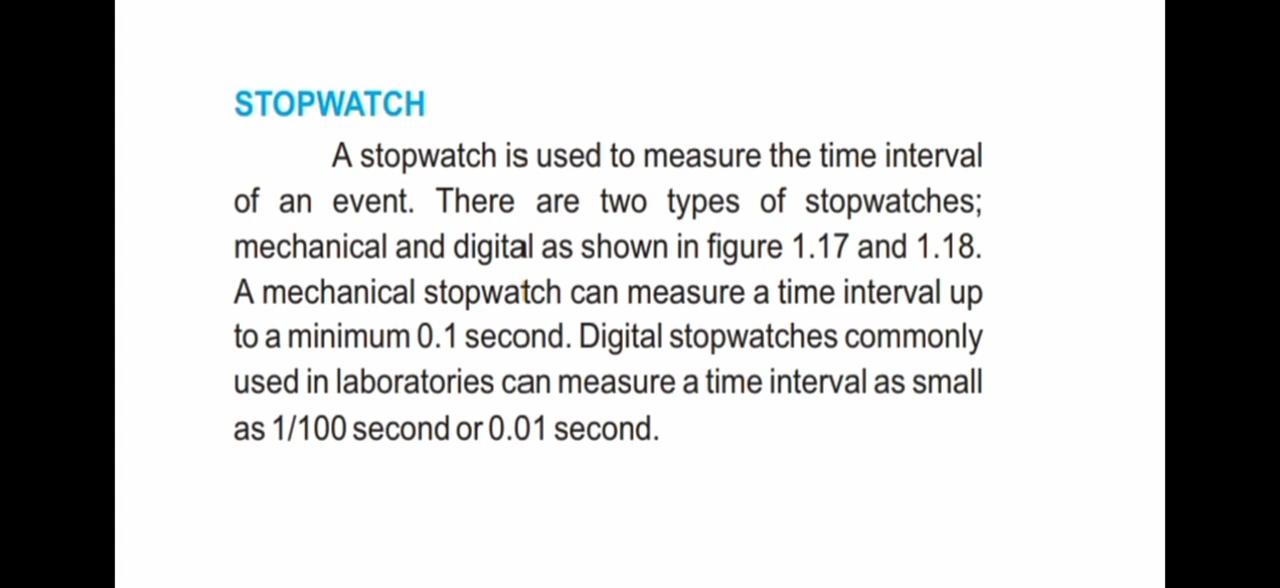 STOPWATCH
A stopwatch is used to measure the time interval
of an event. There are two types of stopwatches;
mechanical and digital as shown in figure 1.17 and 1.18.
A mechanical stopwatch can measure a time interval up
to a minimum 0.1 second. Digital stopwatches commonly
used in laboratories can measure a time interval as small
as 1/100 second or 0.01 second.